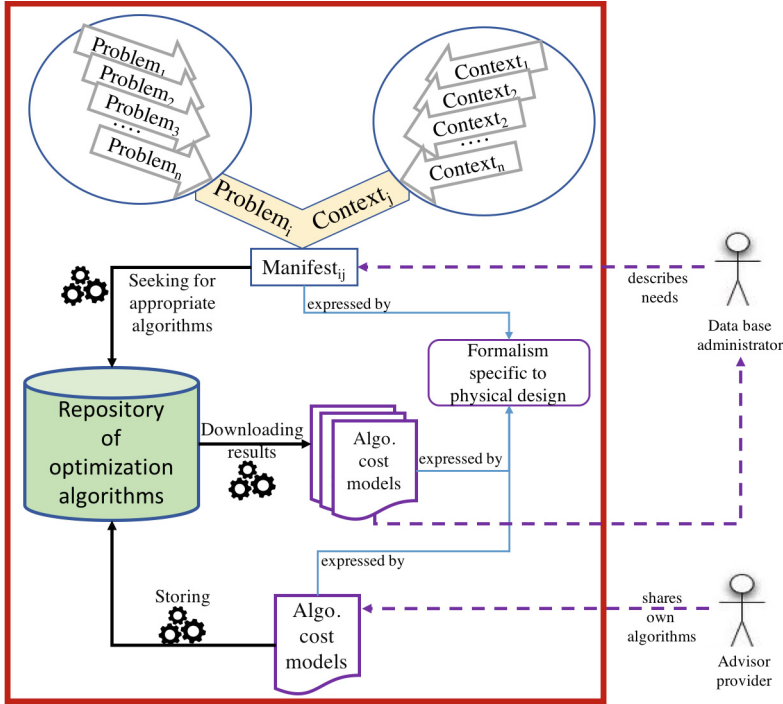 Problem₁
Problem₂
Problem₃
....
Problemₙ
Context₁
Context₂
Context₂
....
Contextₙ
Problemᵢ
Contextⱼ
Manifestᵢⱼ
Seeking for
appropriate
algorithms
expressed by
describes
needs
Data base
administrator
Formalism
specific to
physical design
Repository
of
optimization
algorithms
Downloading
results
Algo.
cost
models
expressed by
expressed by
Storing
Algo.
cost
models
shares
own
algorithms
Advisor
provider